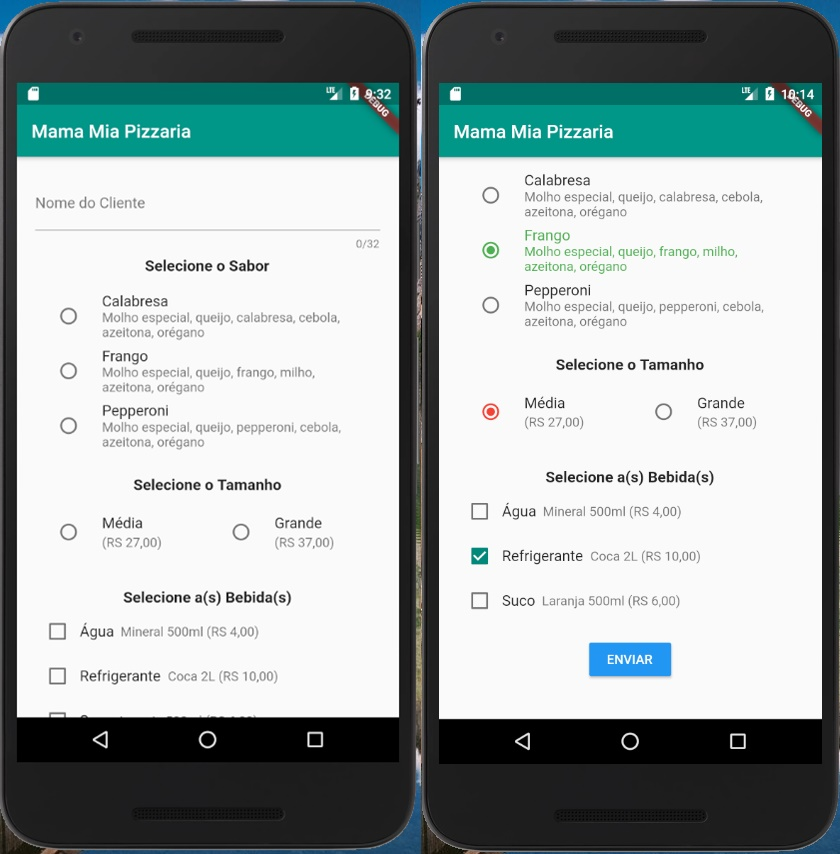 LTE 9:32
DEBUG
Mama Mia Pizzaria
Nome do Cliente
0/32
Selecione o Sabor
Calabresa
Molho especial, queijo, calabresa, cebola,
azeitona, orégano
Frango
Molho especial, queijo, frango, milho,
azeitona, orégano
Pepperoni
Molho especial, queijo, pepperoni, cebola,
azeitona, orégano
Selecione o Tamanho
Média Grande
(RS 27,00) (RS 37,00)
Selecione a(s) Bebida(s)
Água Mineral 500ml (RS 4,00)
Refrigerante Coca 2L (RS 10,00)
LTE 10:14
DEBUG
Mama Mia Pizzaria
Calabresa
Molho especial, queijo, calabresa, cebola,
azeitona, orégano
Frango
Molho especial, queijo, frango, milho,
azeitona, orégano
Pepperoni
Molho especial, queijo, pepperoni, cebola,
azeitona, orégano
Selecione o Tamanho
Média Grande
(RS 27,00) (RS 37,00)
Selecione a(s) Bebida(s)
Água Mineral 500ml (RS 4,00)
Refrigerante Coca 2L (RS 10,00)
Suco Laranja 500ml (RS 6,00)
ENVIAR